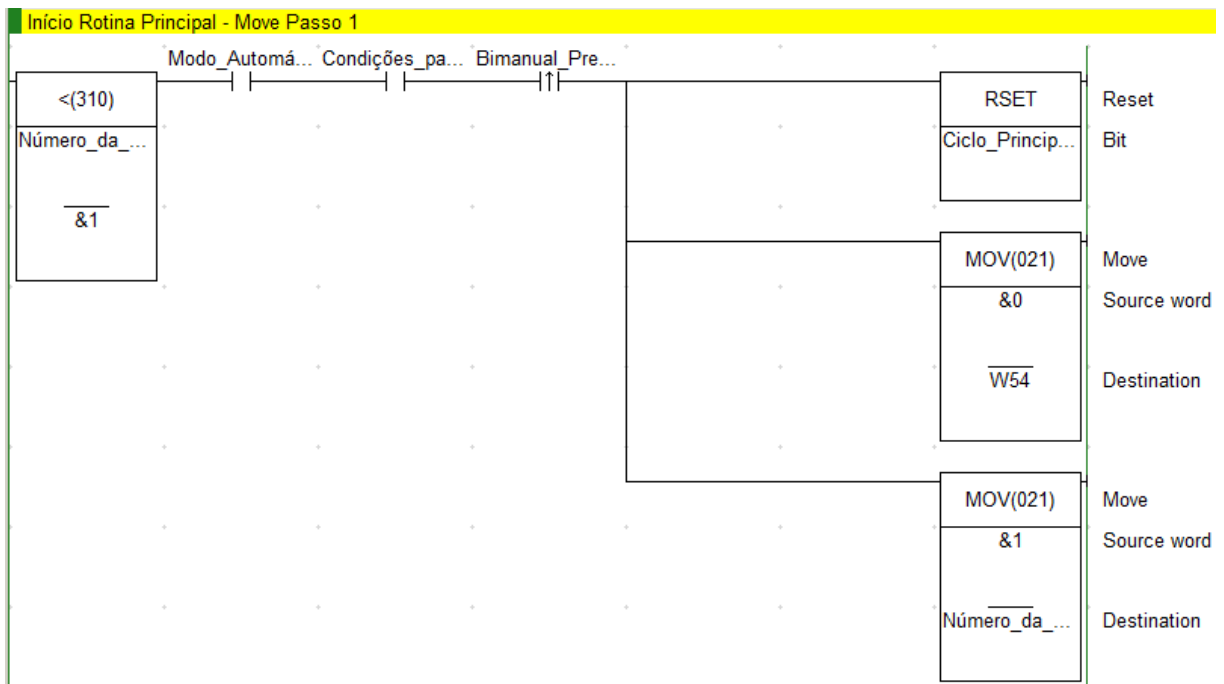 Início Rotina Principal - Move Passo 1
Modo_Automá... Condições_pa... Bimanual_Pre...
<(310)
Número_da_...
&1
RSET Reset
Ciclo_Princip... Bit
MOV(021) Move
&0 Source word
W54 Destination
MOV(021) Move
&1 Source word
Número_da_... Destination